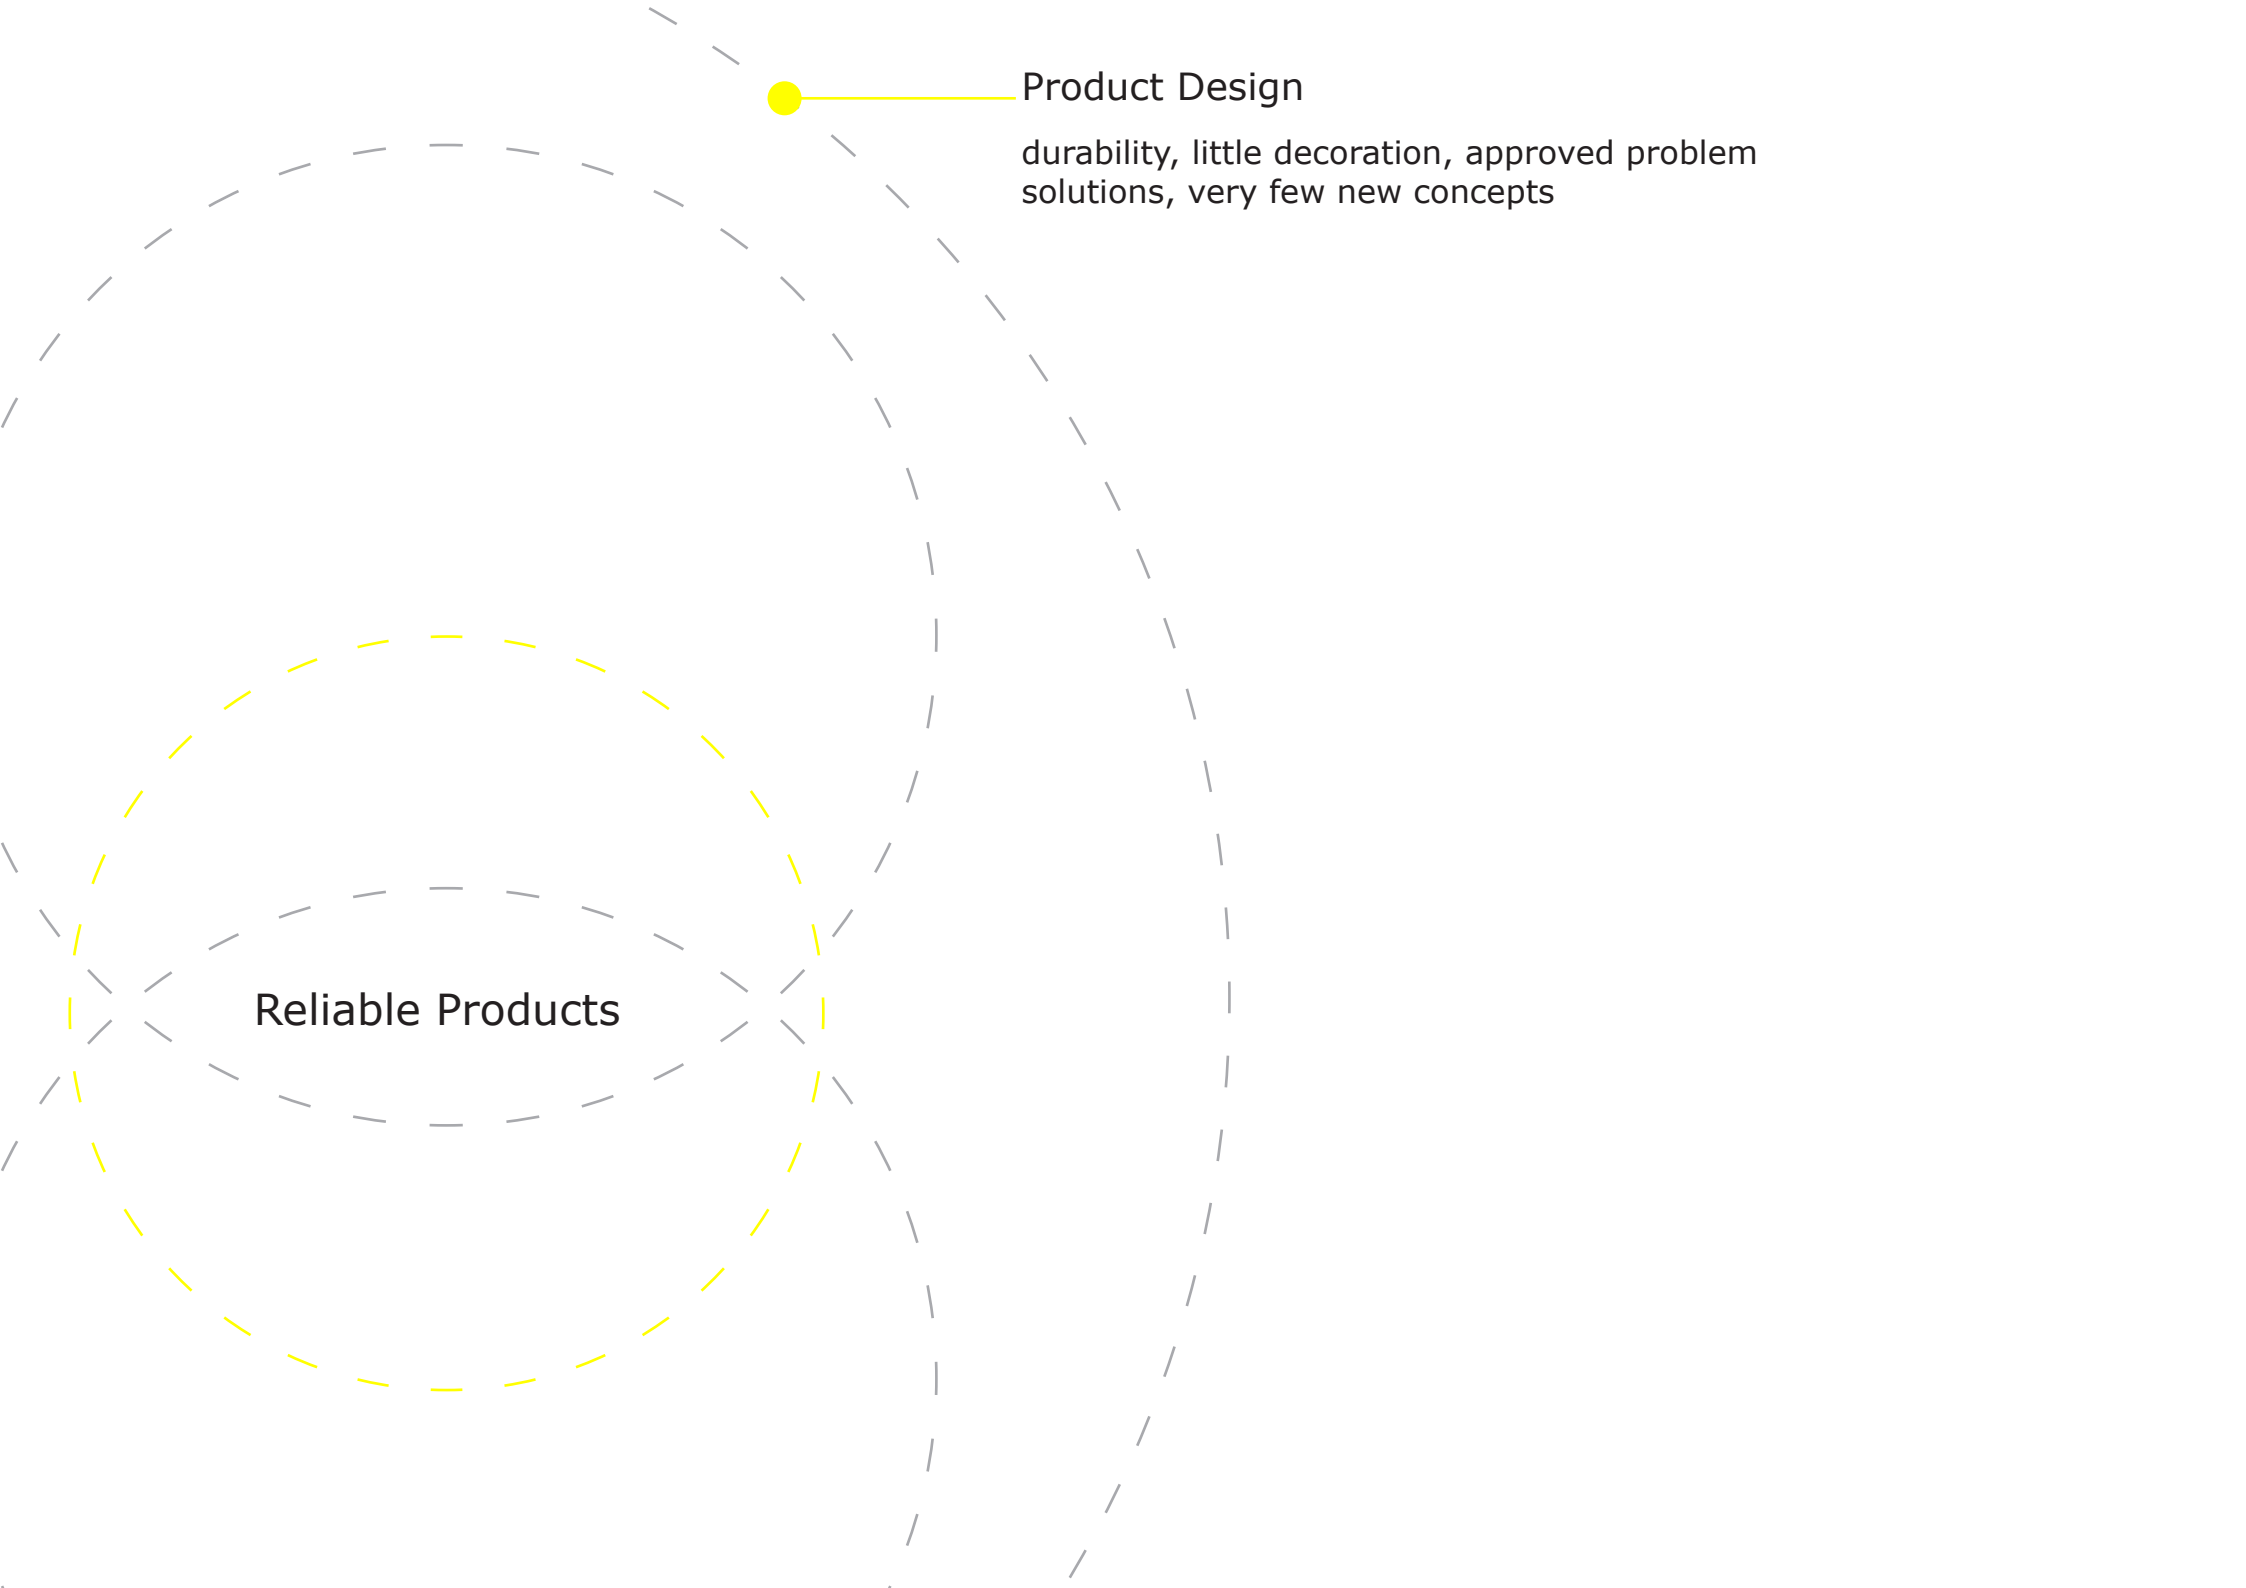 Product Design
durability, little decoration, approved problem
solutions, very few new concepts
Reliable Products